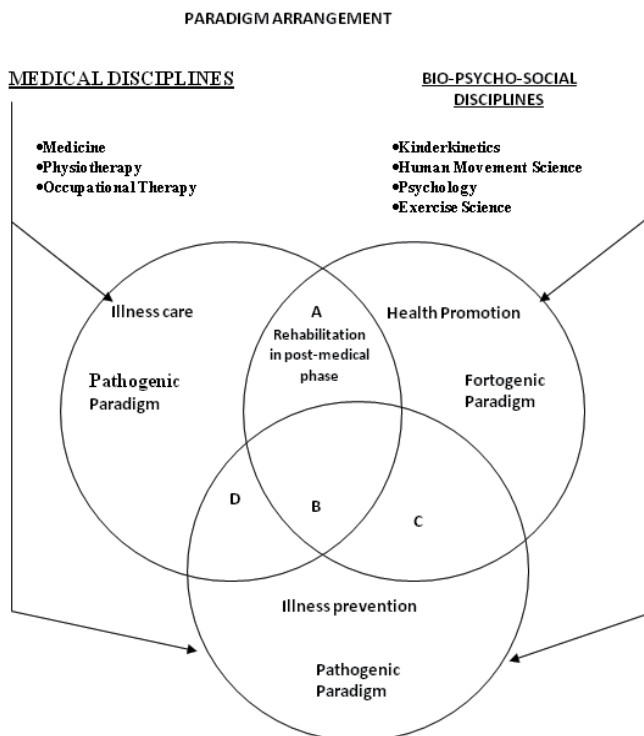 PARADIGM ARRANGEMENT
MEDICAL DISCIPLINES
•Medicine
•Physiotherapy
•Occupational Therapy
BIO-PSYCHO-SOCIAL
DISCIPLINES
•Kinderkinetics
•Human Movement Science
•Psychology
•Exercise Science
Illness care
Pathogenic
Paradigm
A
Rehabilitation
in post-medical
phase
Health Promotion
Fortogenic
Paradigm
D
B
C
Illness prevention
Pathogenic
Paradigm